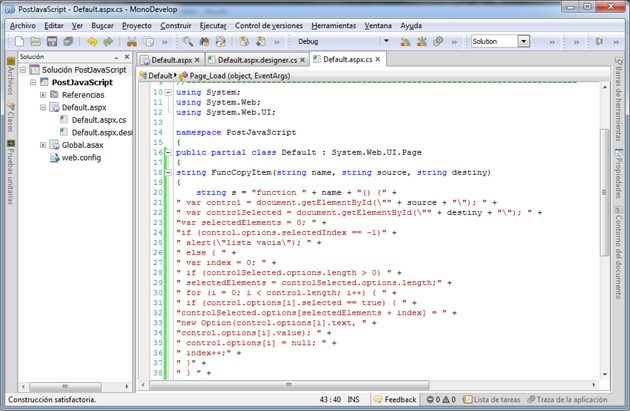 PostJavaScript - Default.aspx.cs - MonoDevelop
Archivo Editar Ver Buscar Proyecto Construir Ejecutar Control de versiones Herramientas Ventana Ayuda
Debug Solution
Solución Default.aspx Default.aspx.designer.cs Default.aspx.cs
Solución PostJavaScript Default Page_Load (object, EventArgs)
PostJavaScript
Referencias
Default.aspx
Default.aspx.cs
Default.aspx.desi
Global.asax
web.config
Archivos
Clases
Pruebas unitarias
10 using System;
11 using System.Web;
12 using System.Web.UI;
13
14 namespace PostJavaScript
15 {
16 public partial class Default : System.Web.UI.Page
17 {
18 string FuncCopyItem(string name, string source, string destiny)
19 {
20 string s = "function " + name + "() {" +
21 " var control = document.getElementById(\"" + source + "\"); " +
22 " var controlSelected = document.getElementById(\"" + destiny + "\"); " +
23 "var selectedElements = 0; " +
24 "if (control.options.selectedIndex == -1)" +
25 " alert(\"lista vacia\"); " +
26 " else { " +
27 " var index = 0; " +
28 " if (controlSelected.options.length > 0) " +
29 " selectedElements = controlSelected.options.length;" +
30 " for (i = 0; i < control.length; i++) { " +
31 " if (control.options[i].selected == true) { " +
32 "controlSelected.options[selectedElements + index] = " +
33 "new Option(control.options[i].text, " +
34 "control.options[i].value); " +
35 " control.options[i] = null; " +
36 " index++;" +
37 " }" +
38 " } " +
Barras de herramientas
Propiedades
Contorno del documento
Construcción satisfactoria. 43 : 40 INS Feedback 0 0 Lista de tareas Traza de la aplicación